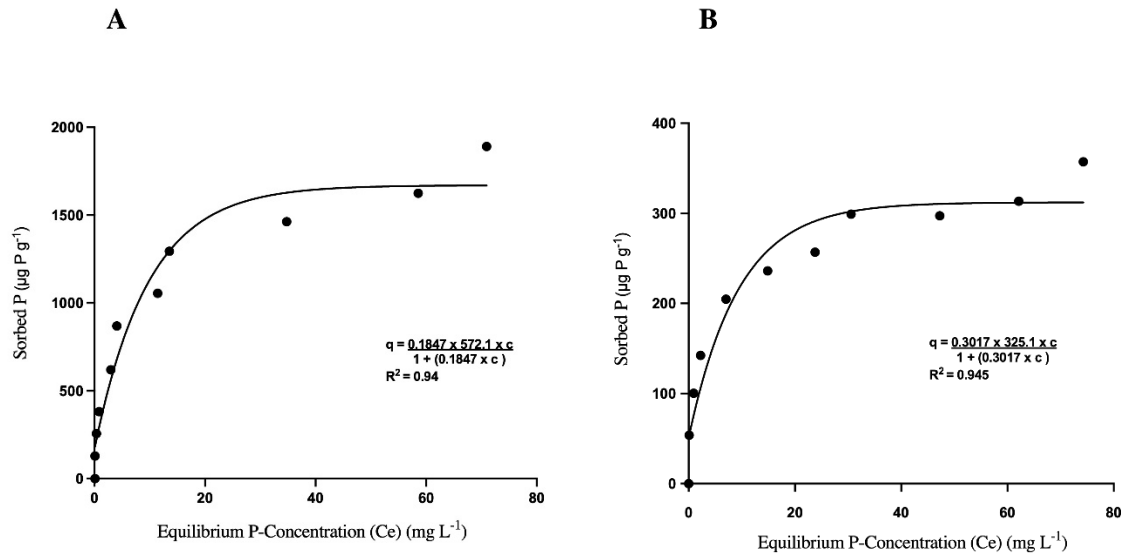 A
2000
1500
1000
500
0
Sorbed P (µg P g⁻¹)
q = 0.1847 x 572.1 x c
1 + (0.1847 x c )
R² = 0.94
0 20 40 60 80
Equilibrium P-Concentration (Ce) (mg L⁻¹)
B
400
300
200
100
0
Sorbed P (µg P g⁻¹)
q = 0.3017 x 325.1 x c
1 + (0.3017 x c )
R² = 0.945
0 20 40 60 80
Equilibrium P-Concentration (Ce) (mg L⁻¹)